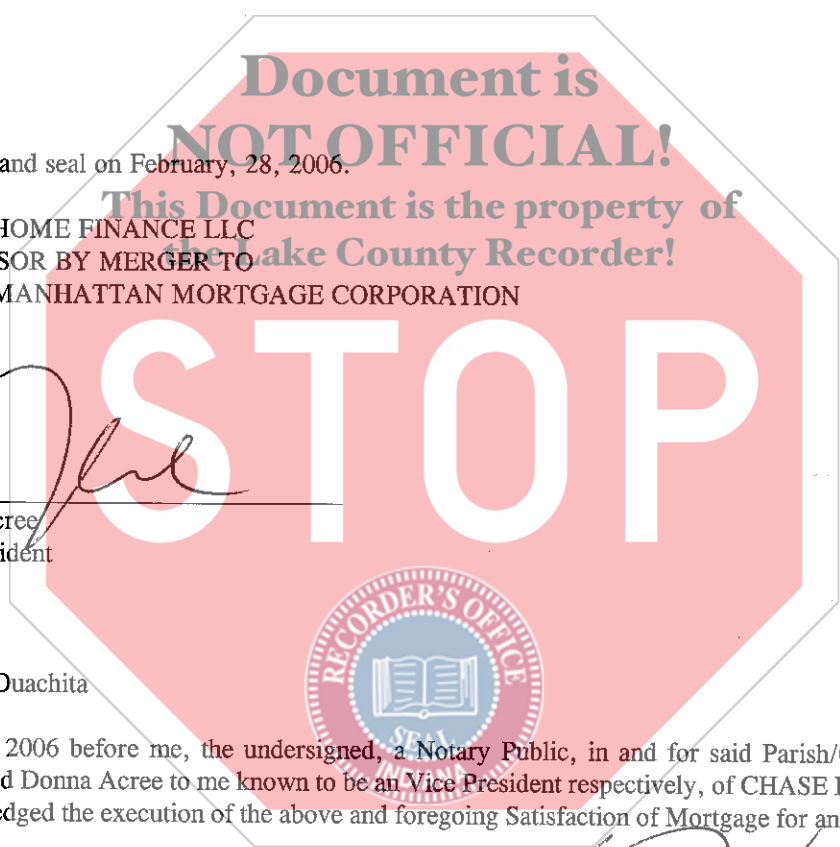 Document is
NOT OFFICIAL!
and seal on February, 28, 2006.
This Document is the property of
HOME FINANCE LLC
the Lake County Recorder!
SOR BY MERGER TO
MANHATTAN MORTGAGE CORPORATION
STOP
cree
ident
RECORDER'S OFFICE
Ouachita
SEAL
INDIANA
2006 before me, the undersigned, a Notary Public, in and for said Parish/
d Donna Acree to me known to be an Vice President respectively, of CHASE
edged the execution of the above and foregoing Satisfaction of Mortgage for an